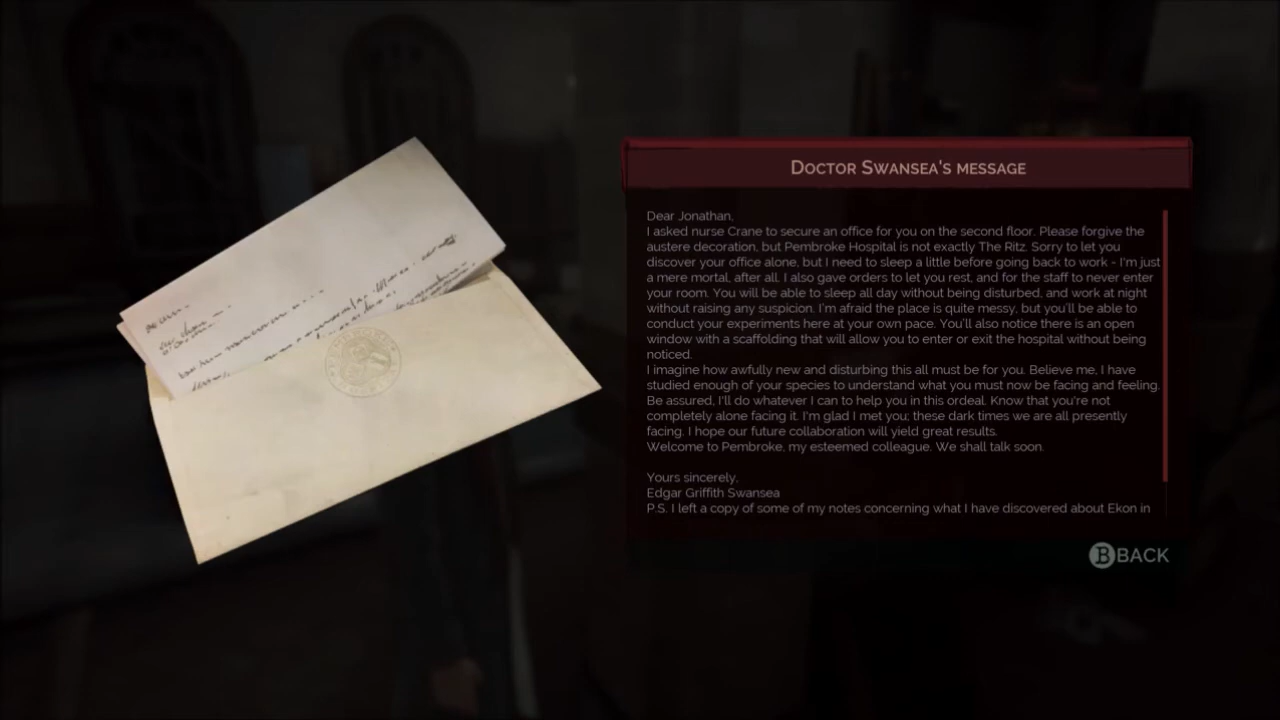 DOCTOR SWANSEA'S MESSAGE
Dear Jonathan,
I asked nurse Crane to secure an office for you on the second floor. Please forgive the
austere decoration, but Pembroke Hospital is not exactly The Ritz. Sorry to let you
discover your office alone, but I need to sleep a little before going back to work - I'm just
a mere mortal, after all. I also gave orders to let you rest, and for the staff to never enter
your room. You will be able to sleep all day without being disturbed, and work at night
without raising any suspicion. I'm afraid the place is quite messy, but you'll be able to
conduct your experiments here at your own pace. You'll also notice there is an open
window with a scaffolding that will allow you to enter or exit the hospital without being
noticed.
I imagine how awfully new and disturbing this all must be for you. Believe me, I have
studied enough of your species to understand what you must now be facing and feeling.
Be assured, I'll do whatever I can to help you in this ordeal. Know that you're not
completely alone facing it. I'm glad I met you; these dark times we are all presently
facing, I hope our future collaboration will yield great results.
Welcome to Pembroke, my esteemed colleague. We shall talk soon.
Yours sincerely,
Edgar Griffith Swansea
P.S. I left a copy of some of my notes concerning what I have discovered about Ekon in
B BACK